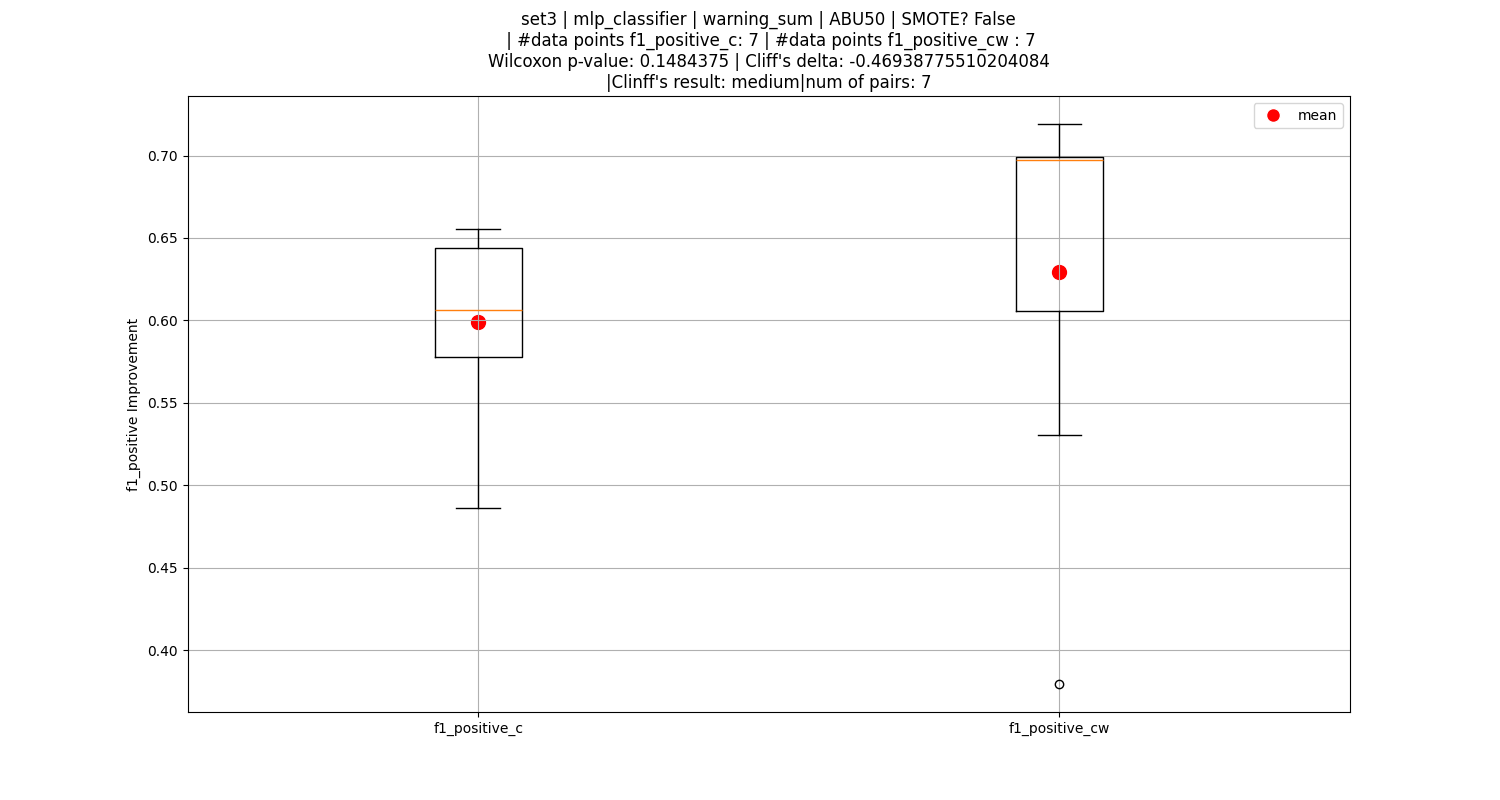 set3 | mlp_classifier | warning_sum | ABU50 | SMOTE? False
| #data points f1_positive_c: 7 | #data points f1_positive_cw : 7
Wilcoxon p-value: 0.1484375 | Cliff's delta: -0.46938775510204084
|Clinff's result: medium|num of pairs: 7
mean
f1_positive Improvement
0.70
0.65
0.60
0.55
0.50
0.45
0.40
f1_positive_c
f1_positive_cw